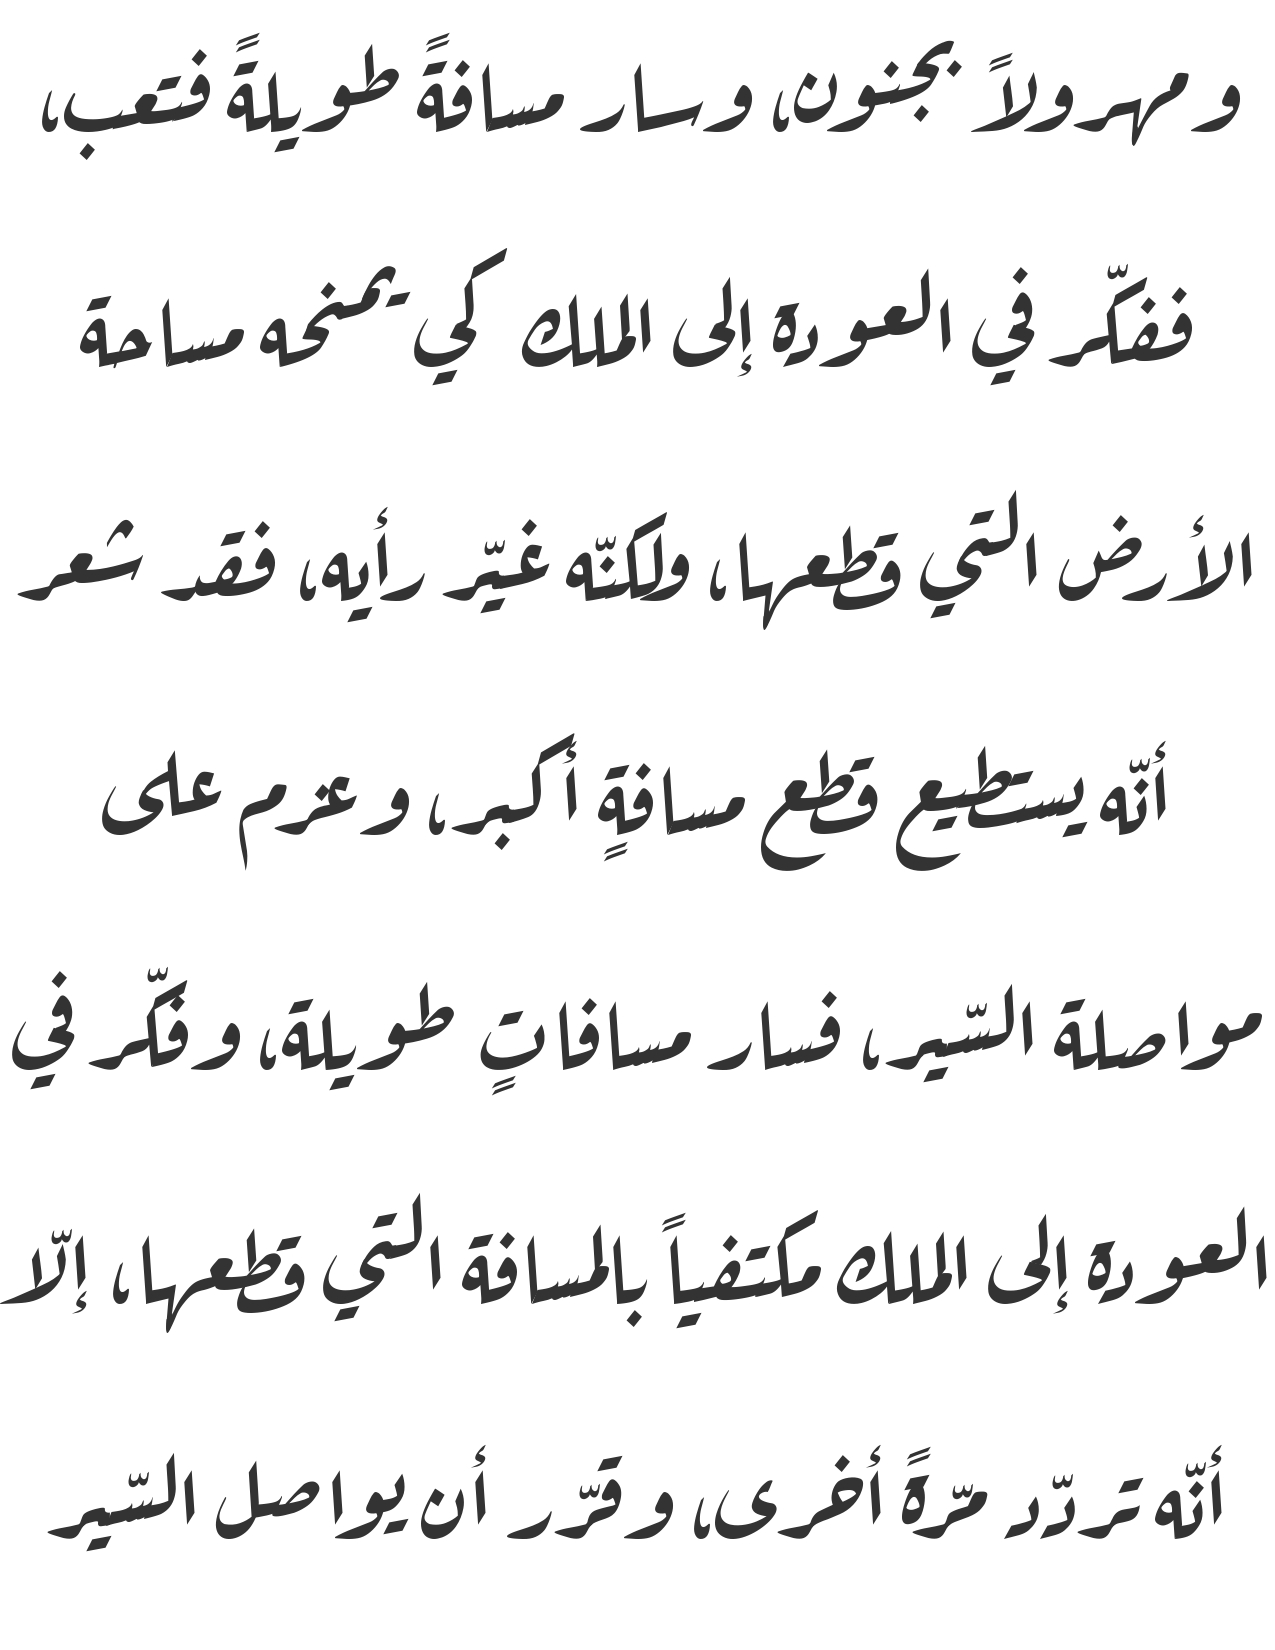 ومهرولاً بجنون، وسار مسافةً طويلةً فتعب،
ففكّر في العودة إلى الملك كي يمنحه مساحة
الأرض التي قطعها، ولكنّه غيّر رأيه، فقد شعر
أنّه يستطيع قطع مسافةٍ أكبر، وعزم على
مواصلة السّير، فسار مسافاتٍ طويلة، وفكّر في
العودة إلى الملك مكتفياً بالمسافة التي قطعها، إلّا
أنّه تردّد مرّةً أخرى، وقرّر أن يواصل السّير